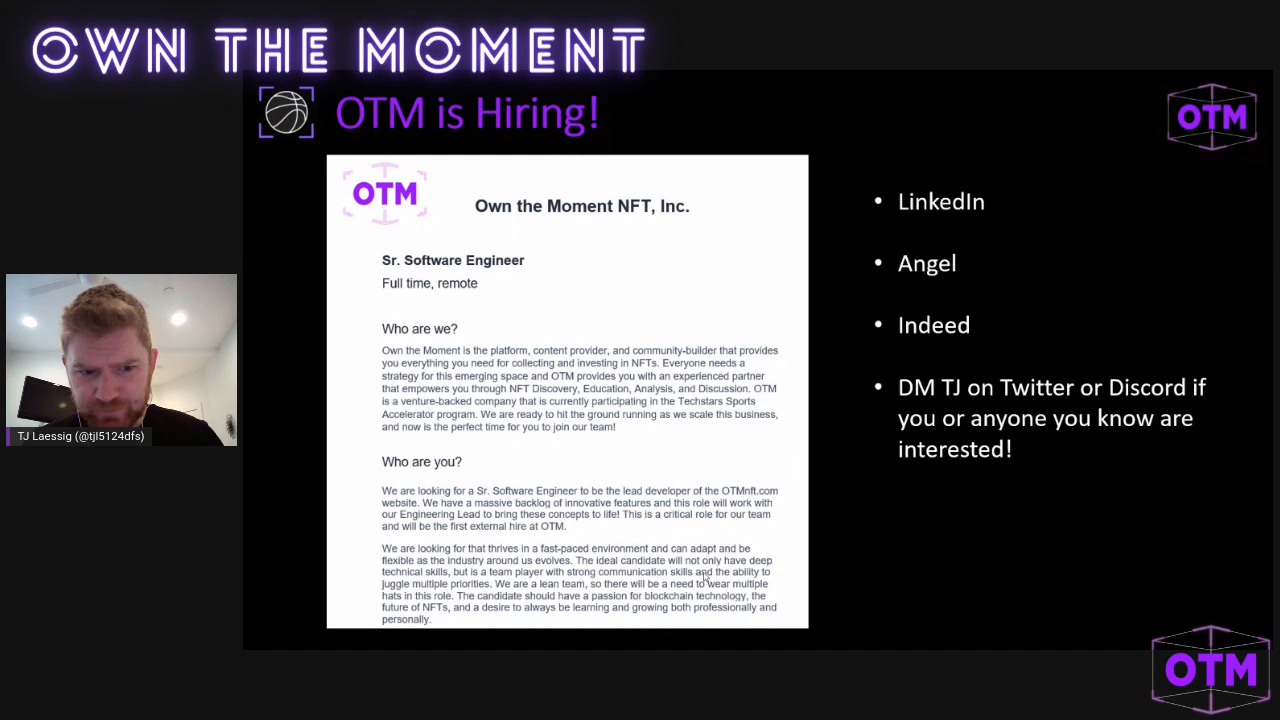 OWN THE MOMENT
OTM is Hiring!
OTM
OTM
Own the Moment NFT, Inc.
Sr. Software Engineer
Full time, remote
Who are we?
Own the Moment is the platform, content provider, and community-builder that provides
you everything you need for collecting and investing in NFTs. Everyone needs a
strategy for this emerging space and OTM provides you with an experienced partner
that empowers you through NFT Discovery, Education, Analysis, and Discussion. OTM
is a venture-backed company that is currently participating in the Techstars Sports
Accelerator program. We are ready to hit the ground running as we scale this business,
and now is the perfect time for you to join our team!
Who are you?
We are looking for a Sr. Software Engineer to be the lead developer of the OTMnft.com
website. We have a massive backlog of innovative features and this role will work with
our Engineering Lead to bring these concepts to life! This is a critical role for our team
and will be the first external hire at OTM.
We are looking for that thrives in a fast-paced environment and can adapt and be
flexible as the industry around us evolves. The ideal candidate will not only have deep
technical skills, but is a team player with strong communication skills and the ability to
juggle multiple priorities. We are a lean team, so there will be a need to wear multiple
hats in this role. The candidate should have a passion for blockchain technology, the
future of NFTs, and a desire to always be learning and growing both professionally and
personally.
• LinkedIn
• Angel
• Indeed
• DM TJ on Twitter or Discord if
you or anyone you know are
interested!
TJ Laessig (@tjl5124dfs)
OTM